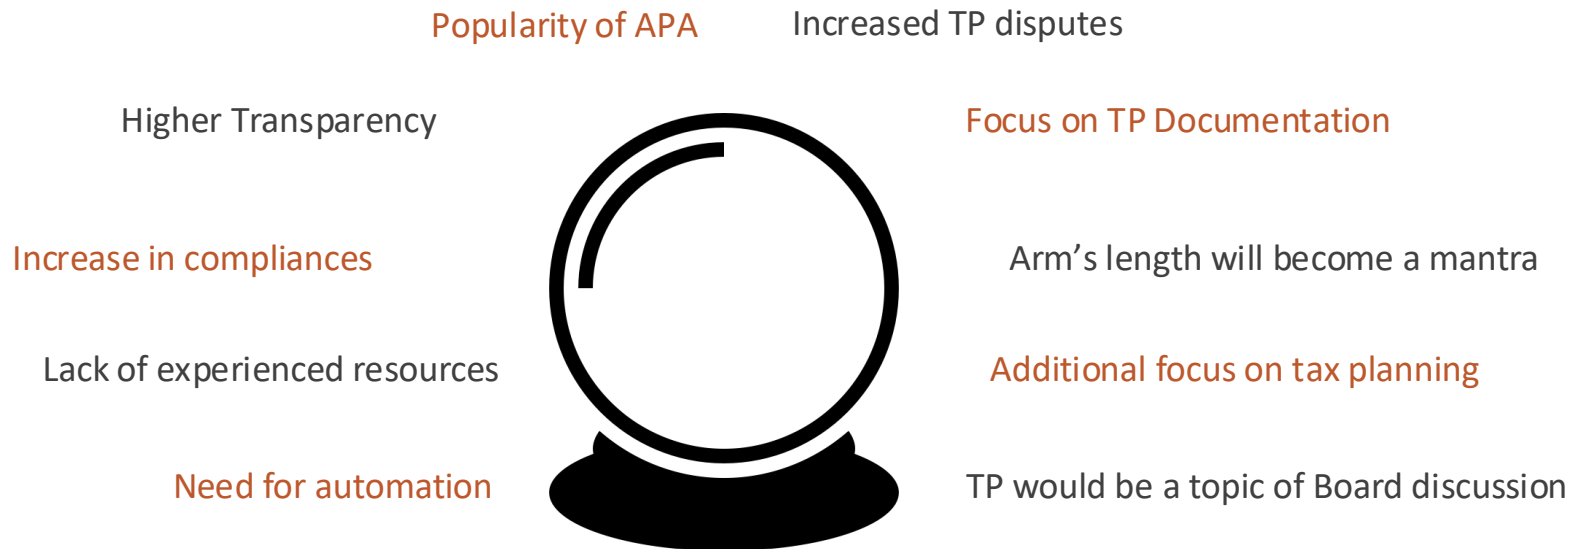 Popularity of APA
Increased TP disputes
Higher Transparency
Focus on TP Documentation
Increase in compliances
Arm’s length will become a mantra
Lack of experienced resources
Additional focus on tax planning
Need for automation
TP would be a topic of Board discussion